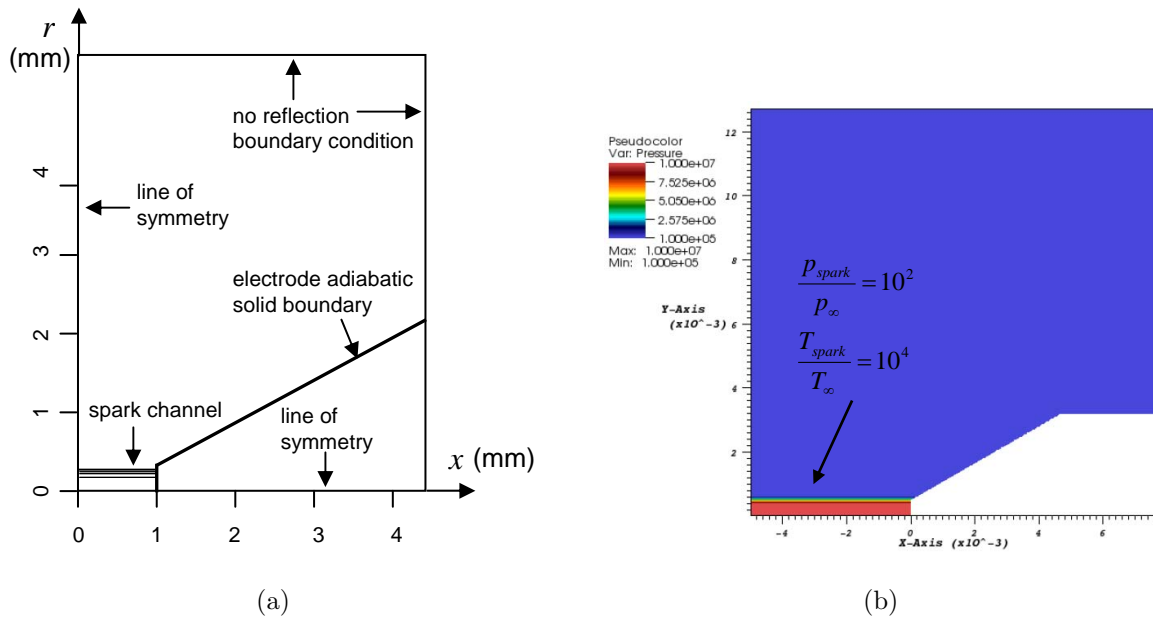 r
(mm)
no reflection
boundary condition
4
line of
symmetry
3
electrode adiabatic
solid boundary
2
1
spark channel
line of
symmetry
x (mm)
0
0 1 2 3 4
(a)
Pseudocolor
Var: Pressure
1.000e+07
7.525e+06
5.050e+06
2.575e+06
1.000e+05
Max: 1.000e+07
Min: 1.000e+05
12
10
8
p_spark / p_∞ = 10^2
Y-Axis
(x10^-3)
6
T_spark / T_∞ = 10^4
4
2
-4 -2 0 2 4 6
X-Axis (x10^-3)
(b)